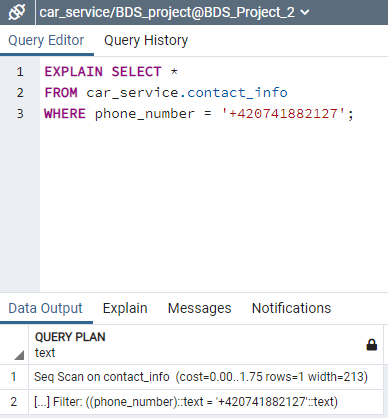 car_service/BDS_project@BDS_Project_2
Query Editor Query History
1 EXPLAIN SELECT *
2 FROM car_service.contact_info
3 WHERE phone_number = '+420741882127';
Data Output Explain Messages Notifications
QUERY PLAN
text
1 Seq Scan on contact_info (cost=0.00..1.75 rows=1 width=213)
2 [...] Filter: ((phone_number)::text = '+420741882127'::text)